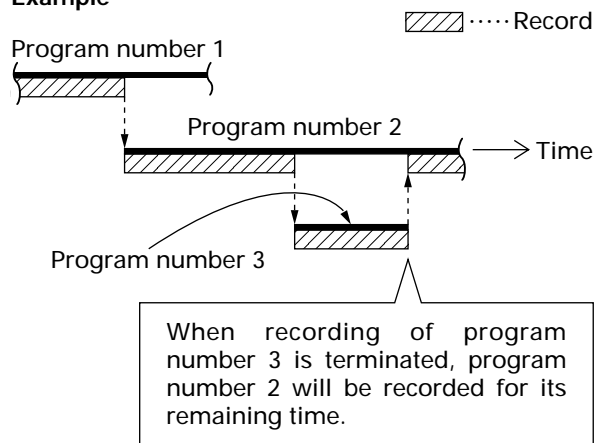 Example
·····Record
Program number 1
Program number 2
Time
Program number 3
When recording of program
number 3 is terminated, program
number 2 will be recorded for its
remaining time.